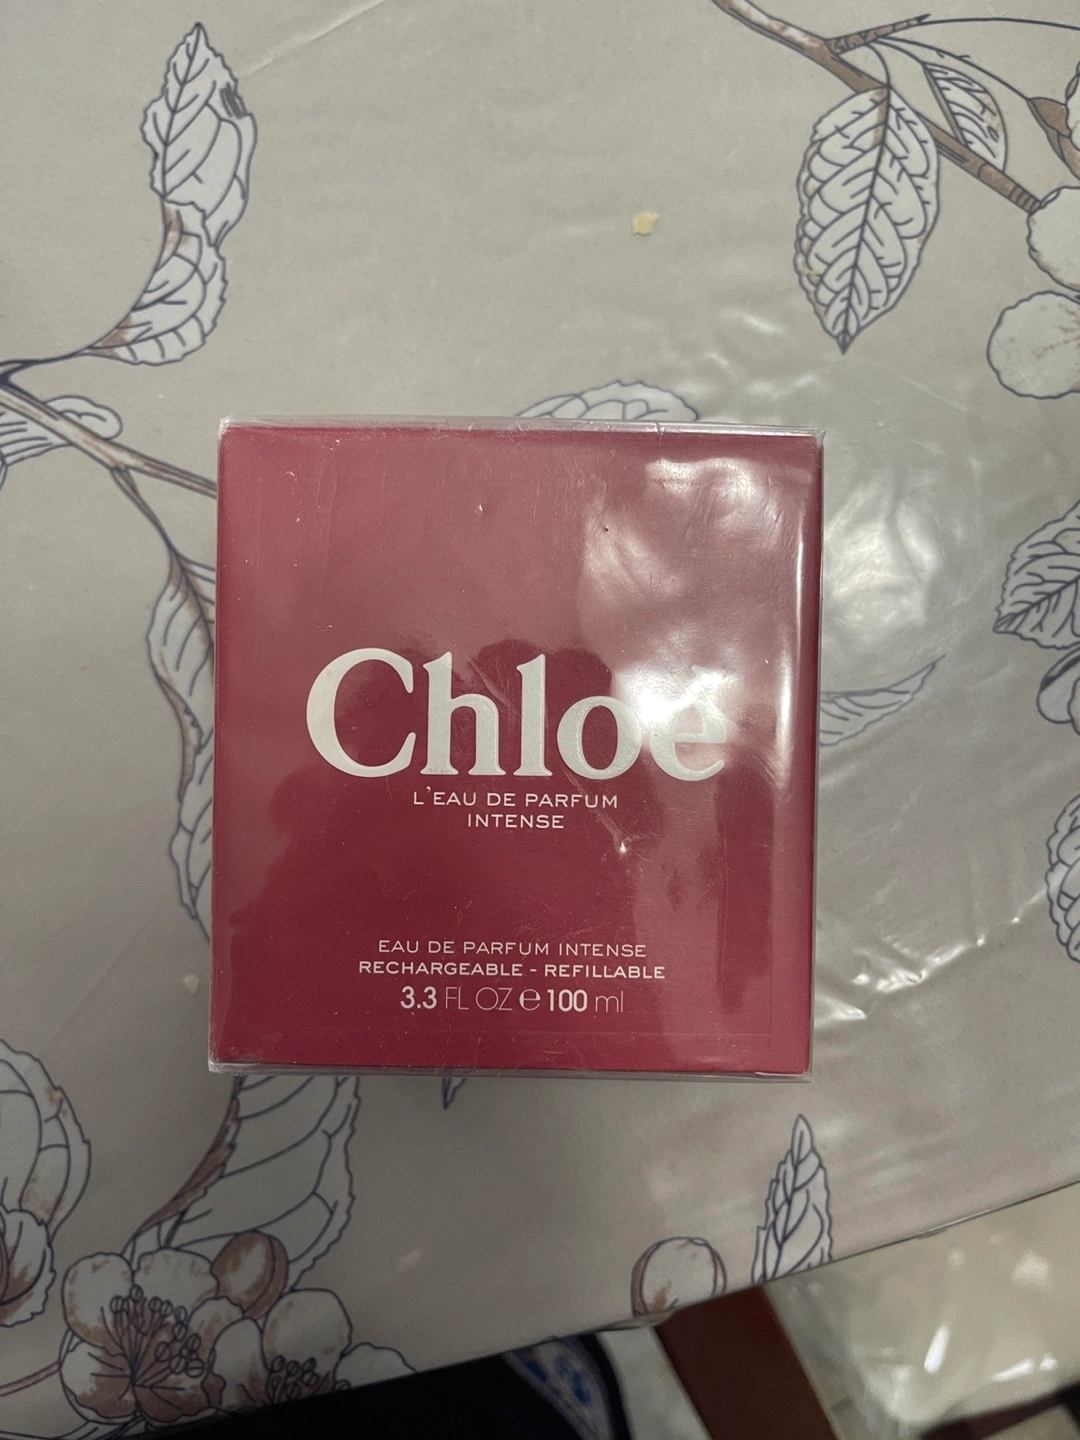 Chloé
L'EAU DE PARFUM
INTENSE
EAU DE PARFUM INTENSE
RECHARGEABLE - REFILLABLE
3.3 FL OZ ℮ 100 ml